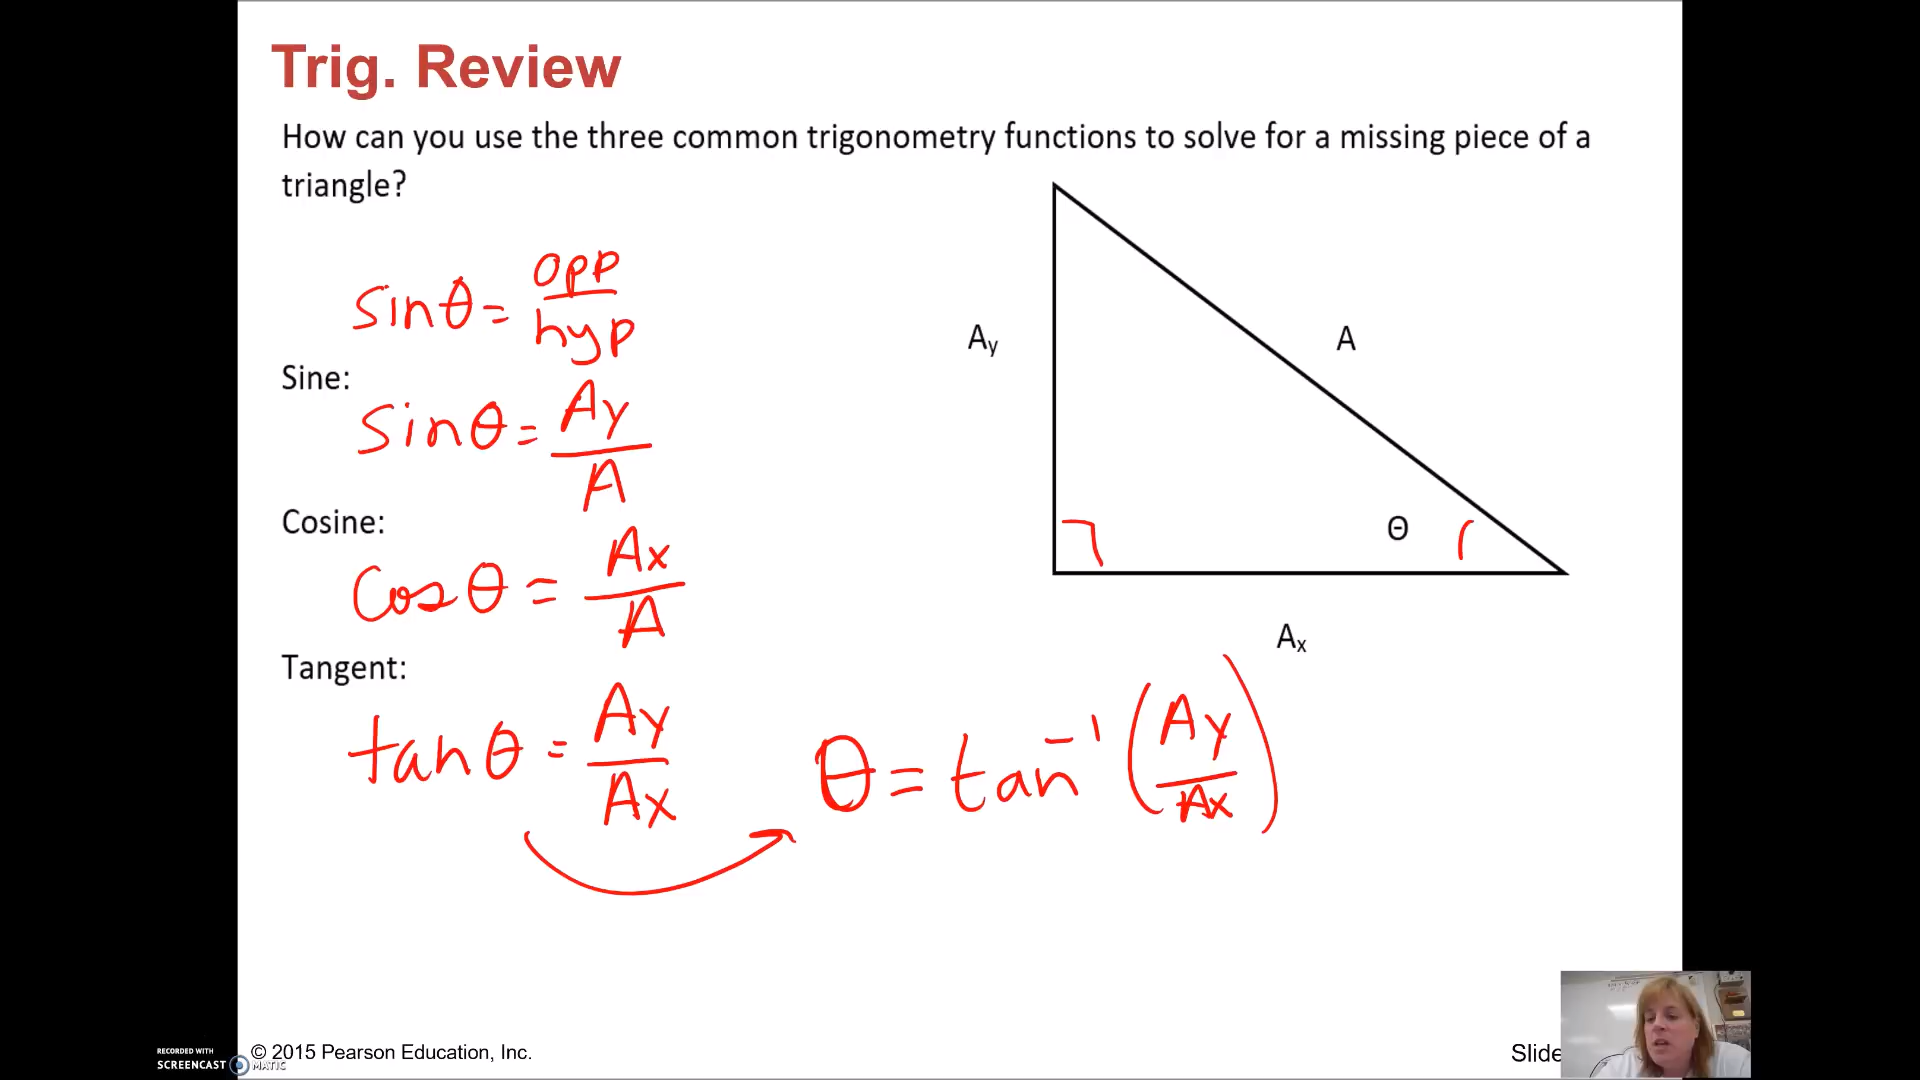 Trig. Review
How can you use the three common trigonometry functions to solve for a missing piece of a
triangle?
sinθ = opp
hyp
Sine:
sinθ = Ay
A
Cosine:
cosθ = Ax
A
Tangent:
tanθ = Ay
Ax
θ = tan⁻¹ (Ay
Ax)
Aᵧ
A
Θ
Aₓ
RECORDED WITH
SCREENCAST MATIC
© 2015 Pearson Education, Inc.
Slide